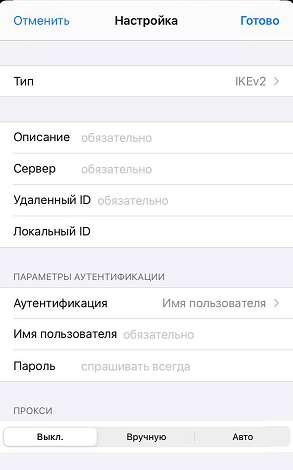 Отменить Настройка Готово
Тип IKEv2
Описание обязательно
Сервер обязательно
Удаленный ID обязательно
Локальный ID
ПАРАМЕТРЫ АУТЕНТИФИКАЦИИ
Аутентификация Имя пользователя
Имя пользователя обязательно
Пароль спрашивать всегда
ПРОКСИ
Выкл. Вручную Авто